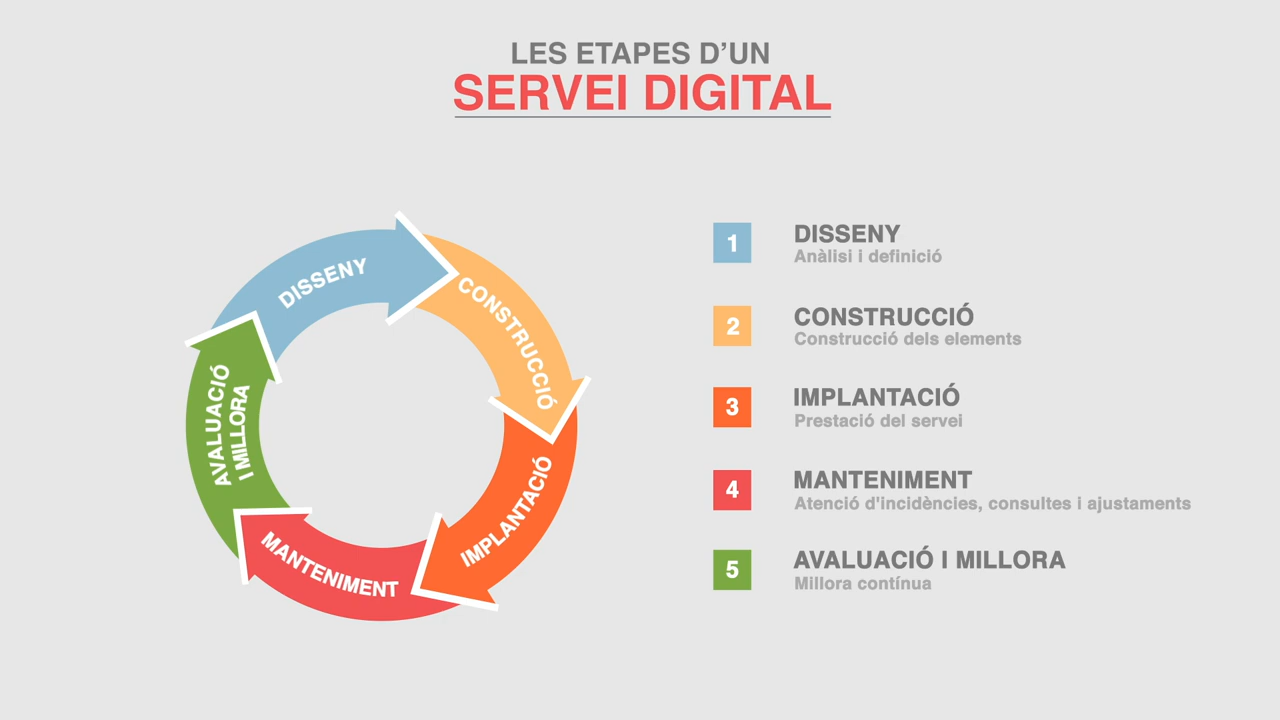 LES ETAPES D’UN
SERVEI DIGITAL
DISSENY
CONSTRUCCIÓ
IMPLANTACIÓ
MANTENIMENT
AVALUACIÓ
I MILLORA
1
DISSENY
Anàlisi i definició
2
CONSTRUCCIÓ
Construcció dels elements
3
IMPLANTACIÓ
Prestació del servei
4
MANTENIMENT
Atenció d'incidències, consultes i ajustaments
5
AVALUACIÓ I MILLORA
Millora contínua